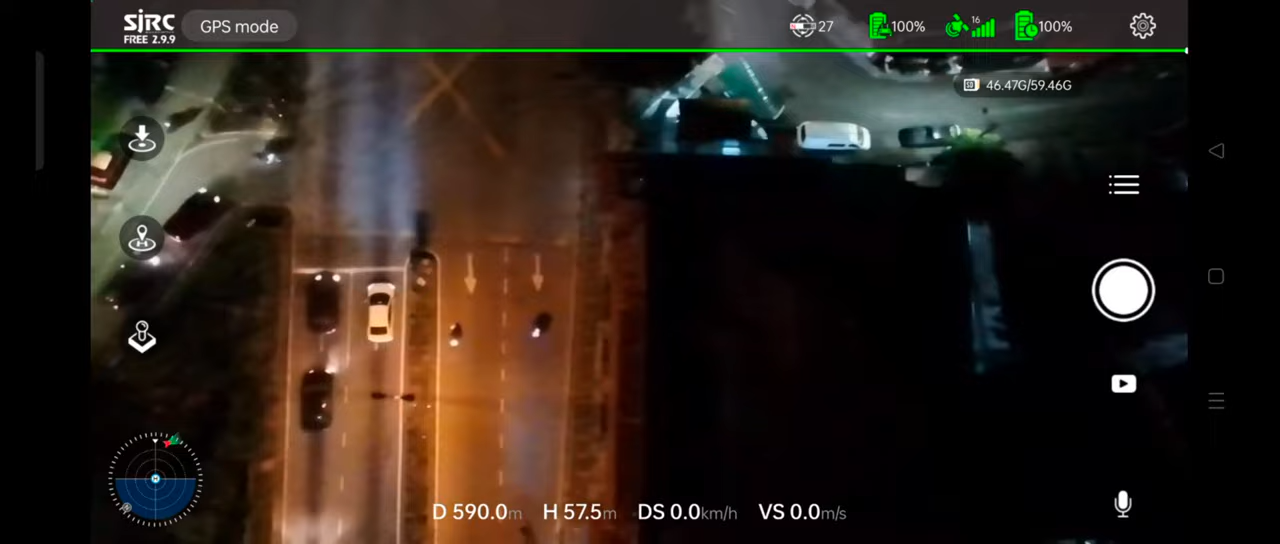 SJRC
FREE 2.9.9
GPS mode
27
100%
16
100%
46.47G/59.46G
D 590.0m H 57.5m DS 0.0km/h VS 0.0m/s